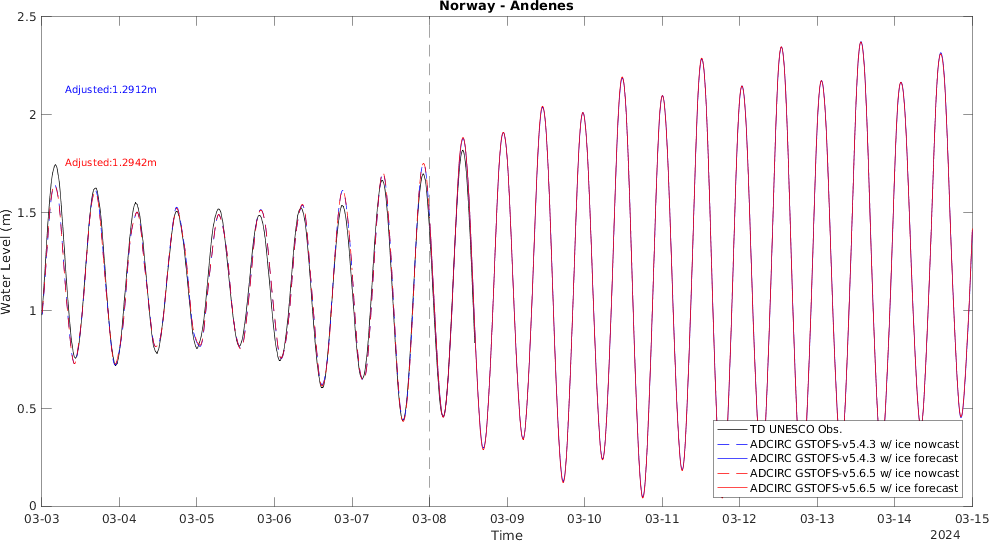 Norway - Andenes
2.5
2
1.5
1
0.5
0
Water Level (m)
Adjusted:1.2912m
Adjusted:1.2942m
TD UNESCO Obs.
ADCIRC GSTOFS-v5.4.3 w/ ice nowcast
ADCIRC GSTOFS-v5.4.3 w/ ice forecast
ADCIRC GSTOFS-v5.6.5 w/ ice nowcast
ADCIRC GSTOFS-v5.6.5 w/ ice forecast
03-03 03-04 03-05 03-06 03-07 03-08 03-09 03-10 03-11 03-12 03-13 03-14 03-15
Time
2024